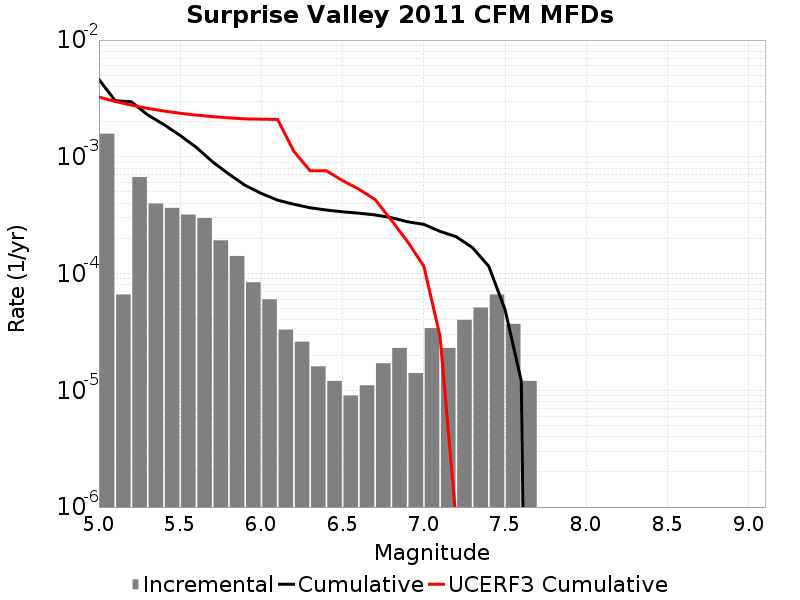 Surprise Valley 2011 CFM MFDs
10-2
10-3
10-4
10-5
10-6
Rate (1/yr)
5.0 5.5 6.0 6.5 7.0 7.5 8.0 8.5 9.0
Magnitude
Incremental Cumulative UCERF3 Cumulative